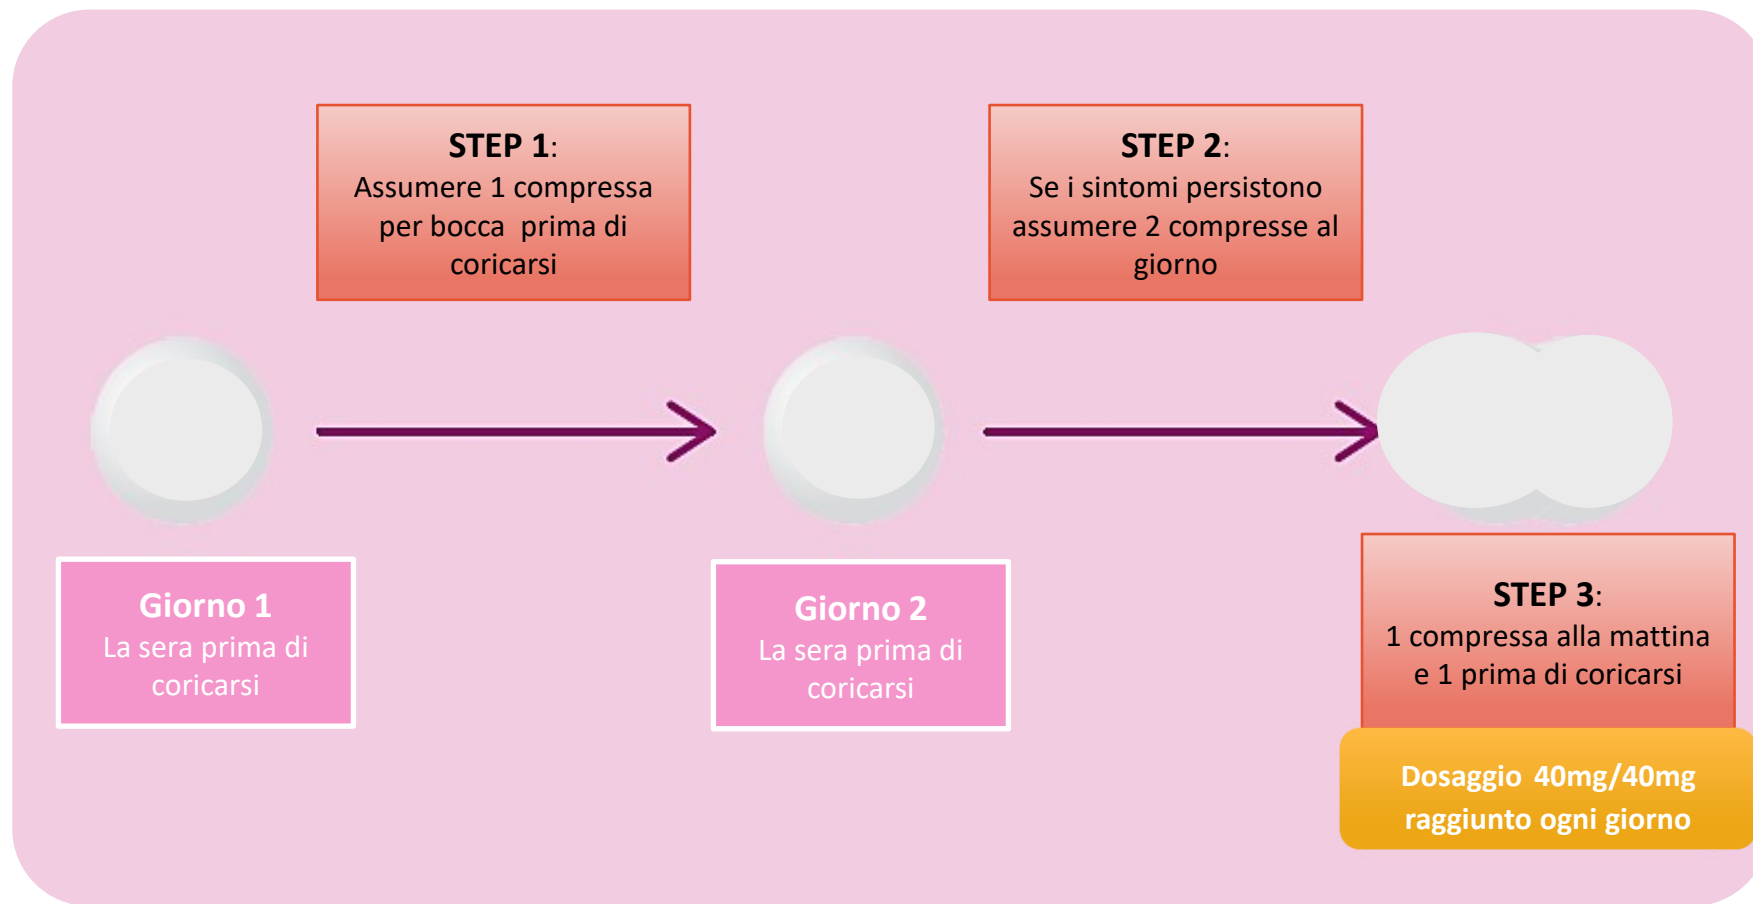 STEP 1:
Assumere 1 compressa
per bocca  prima di
coricarsi
STEP 2:
Se i sintomi persistono
assumere 2 compresse al
giorno
Giorno 1
La sera prima di
coricarsi
Giorno 2
La sera prima di
coricarsi
STEP 3:
1 compressa alla mattina
e 1 prima di coricarsi
Dosaggio 40mg/40mg
raggiunto ogni giorno